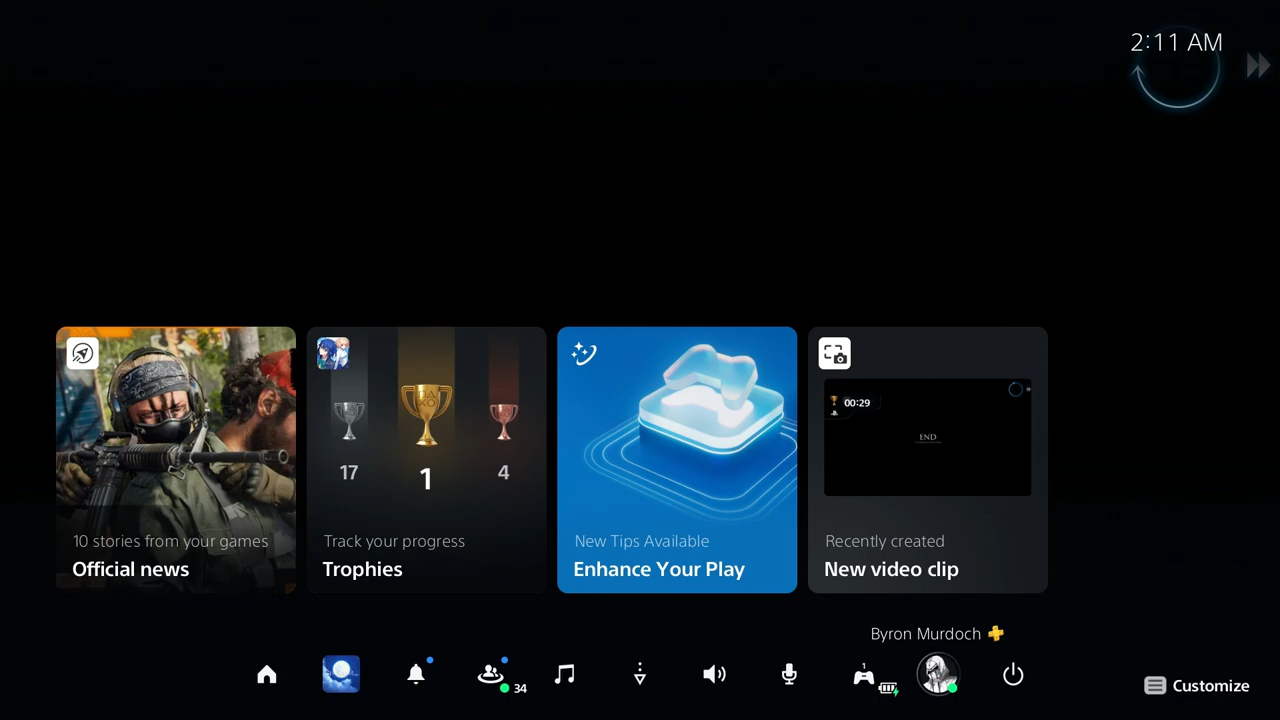 2:11 AM
17
1
4
00:29
END
10 stories from your games
Official news
Track your progress
Trophies
New Tips Available
Enhance Your Play
Recently created
New video clip
Byron Murdoch
34
1
Customize